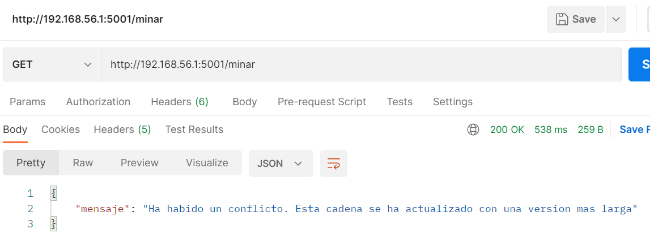 http://192.168.56.1:5001/minar
Save
GET http://192.168.56.1:5001/minar
Params Authorization Headers (6) Body Pre-request Script Tests Settings
Body Cookies Headers (5) Test Results 200 OK 538 ms 259 B Save
Pretty Raw Preview Visualize JSON
1 {
2 "mensaje": "Ha habido un conflicto. Esta cadena se ha actualizado con una version mas larga"
3 }